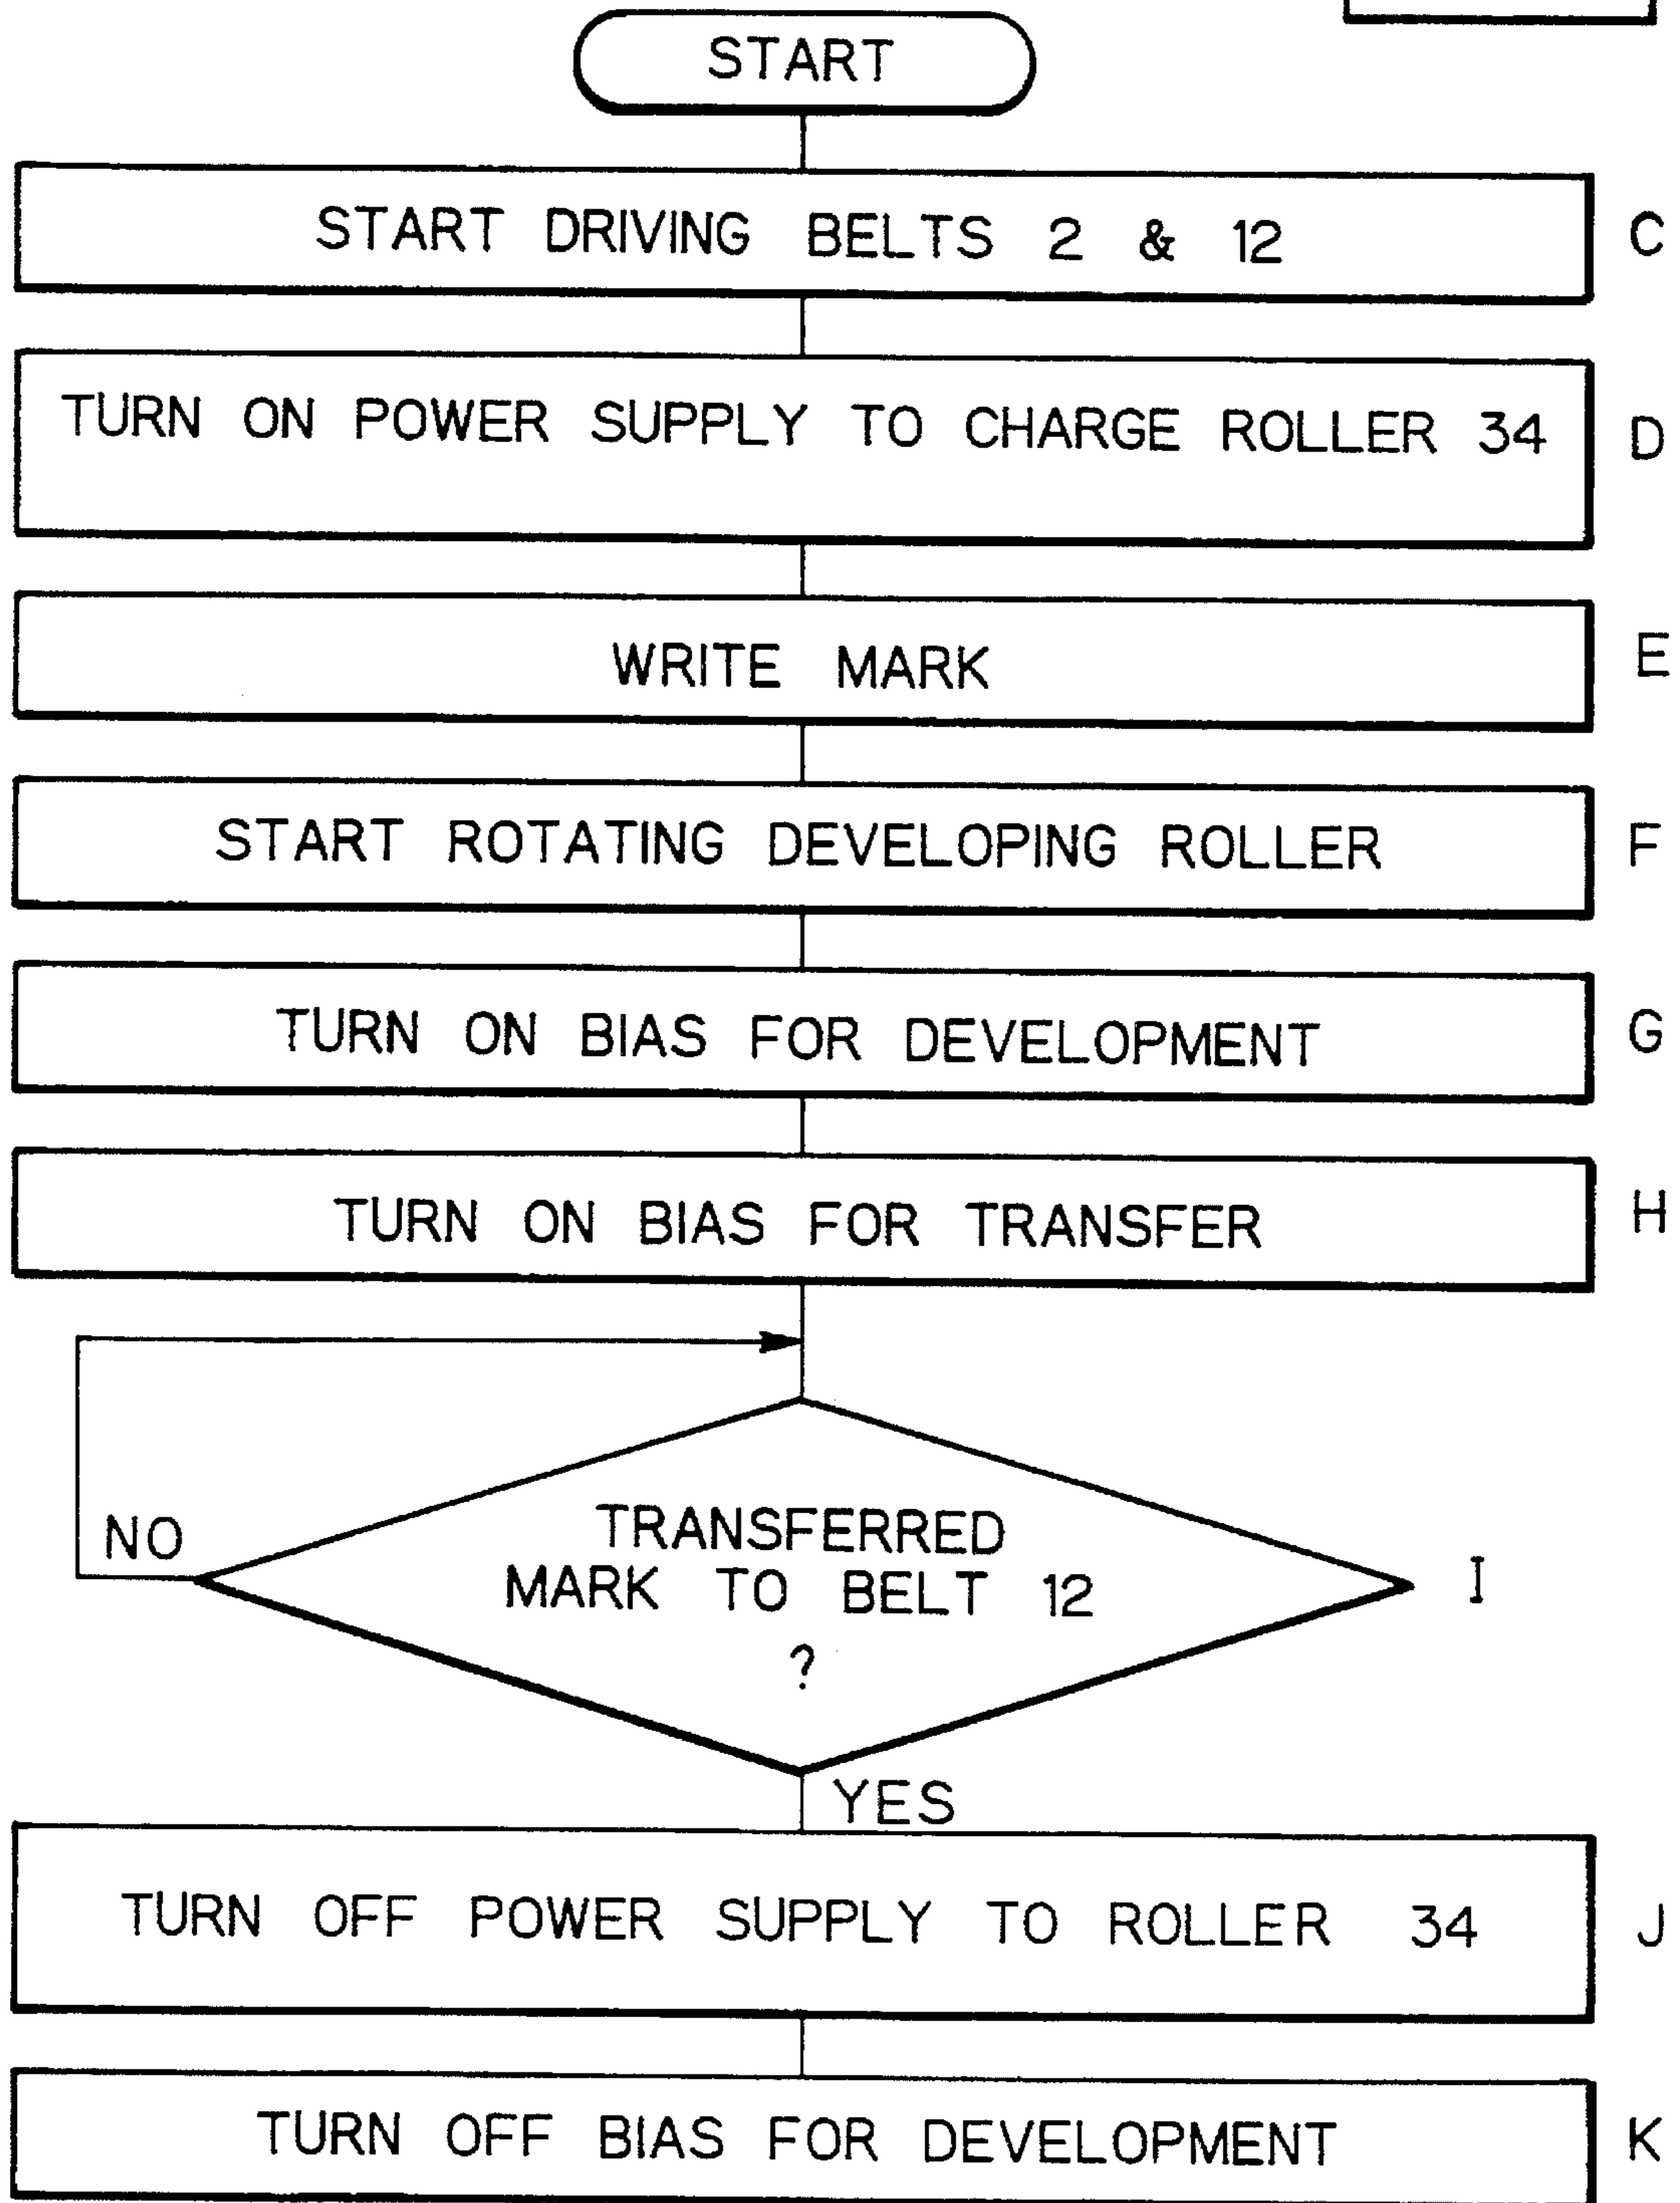 START
START DRIVING BELTS 2 & 12 C
TURN ON POWER SUPPLY TO CHARGE ROLLER 34 D
WRITE MARK E
START ROTATING DEVELOPING ROLLER F
TURN ON BIAS FOR DEVELOPMENT G
TURN ON BIAS FOR TRANSFER H
NO
TRANSFERRED
MARK TO BELT 12 I
?
YES
TURN OFF POWER SUPPLY TO ROLLER 34 J
TURN OFF BIAS FOR DEVELOPMENT K